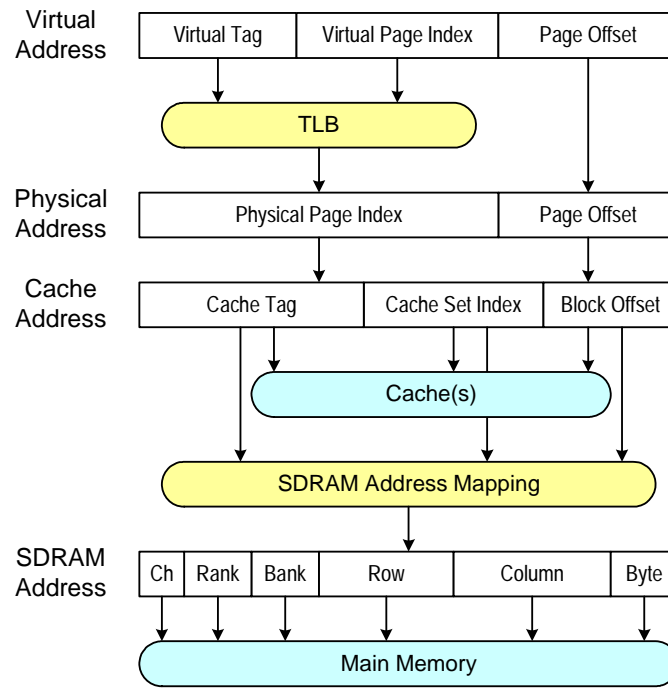 Virtual
Address
Virtual Tag
Virtual Page Index
Page Offset
TLB
Physical
Address
Physical Page Index
Page Offset
Cache
Address
Cache Tag
Cache Set Index
Block Offset
Cache(s)
SDRAM Address Mapping
SDRAM
Address
Ch
Rank
Bank
Row
Column
Byte
Main Memory